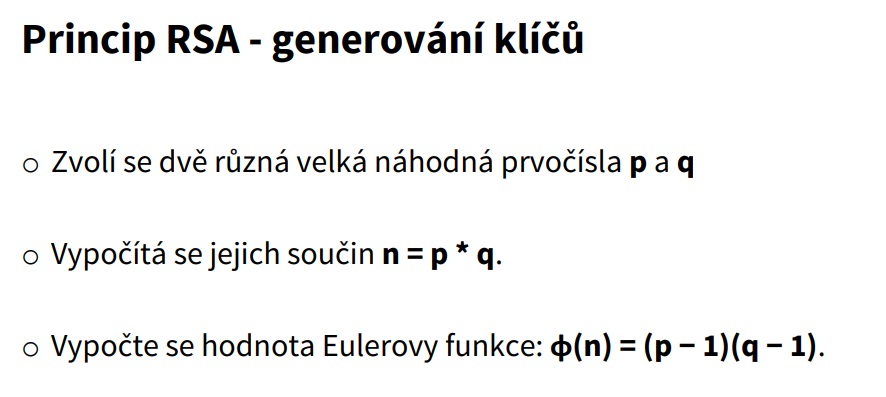 Princip RSA - generování klíčů
○ Zvolí se dvě různá velká náhodná prvočísla p a q
○ Vypočítá se jejich součin n = p * q.
○ Vypočte se hodnota Eulerovy funkce: ϕ(n) = (p − 1)(q − 1).